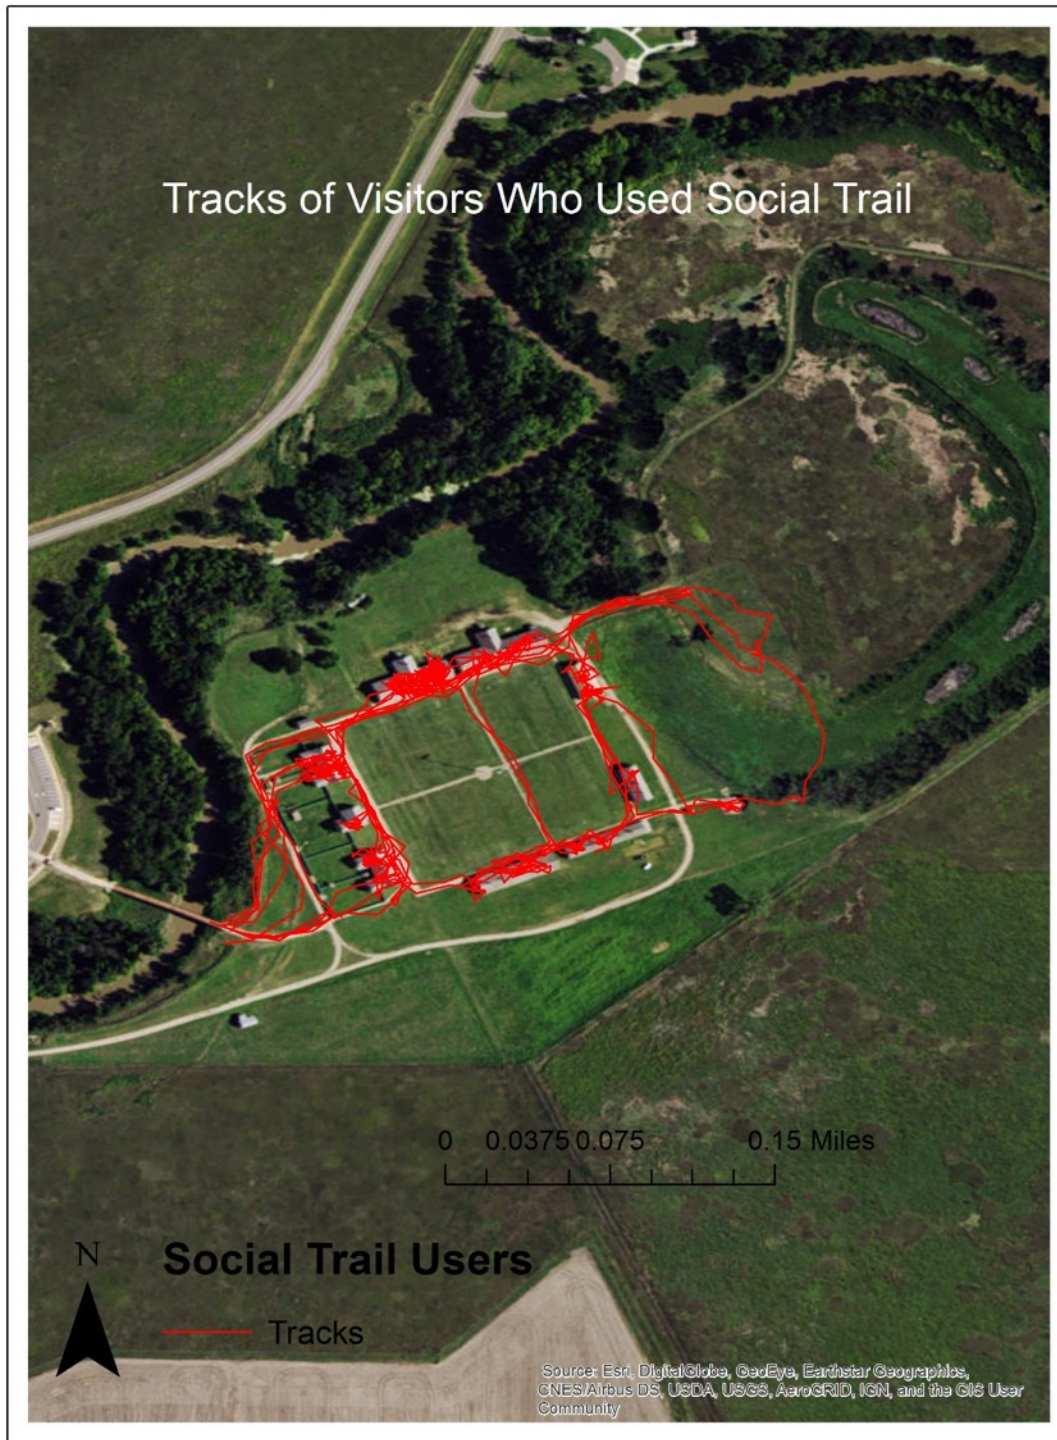 Tracks of Visitors Who Used Social Trail
0 0.0375 0.075 0.15 Miles
N
Social Trail Users
Tracks
Source: Esri, DigitalGlobe, GeoEye, Earthstar Geographics,
CNES/Airbus DS, USDA, USGS, AeroGRID, IGN, and the GIS User
Community